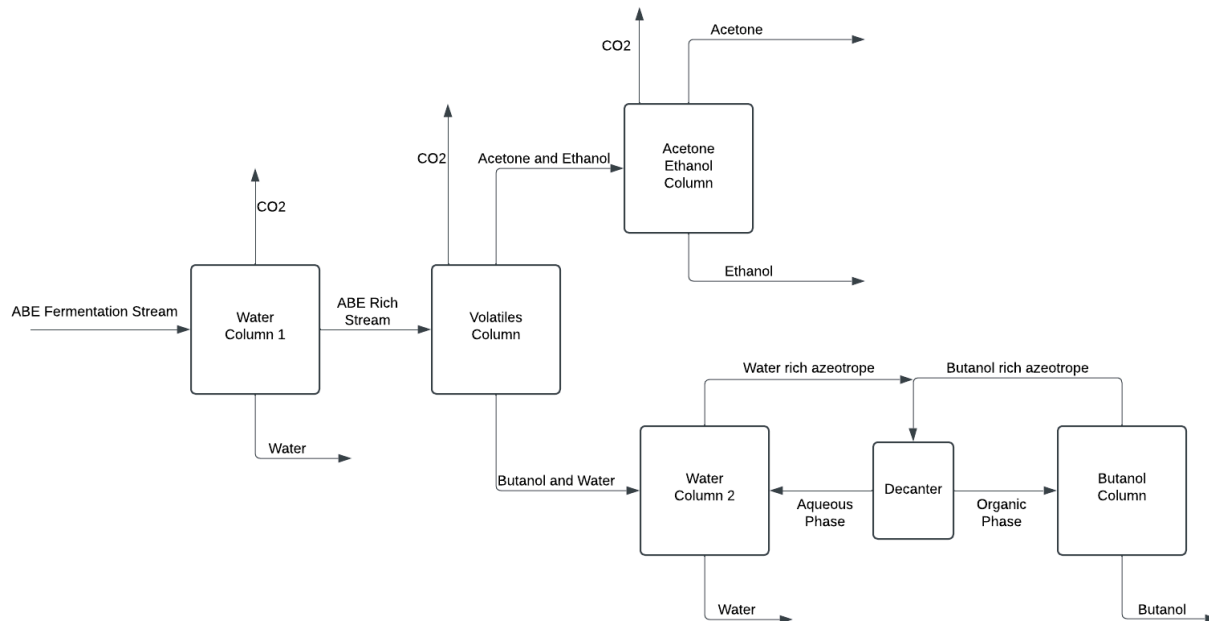 CO2
Acetone
Acetone
Ethanol
Column
CO2
Acetone and Ethanol
CO2
Ethanol
ABE Fermentation Stream
Water
Column 1
ABE Rich
Stream
Volatiles
Column
Water
Water rich azeotrope
Butanol rich azeotrope
Butanol and Water
Water
Column 2
Aqueous
Phase
Decanter
Organic
Phase
Butanol
Column
Water
Butanol